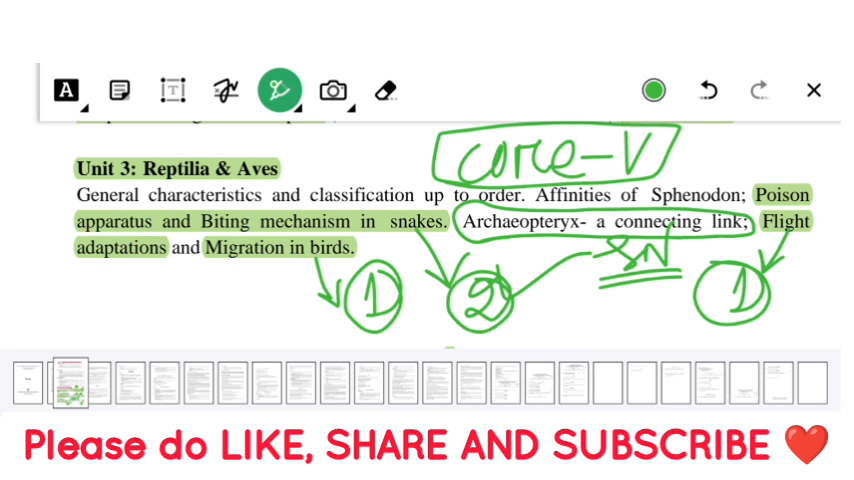 A T
CORE-V
Unit 3: Reptilia & Aves
General characteristics and classification up to order. Affinities of Sphenodon; Poison
apparatus and Biting mechanism in snakes. Archaeopteryx- a connecting link; Flight
adaptations and Migration in birds.
SN
1 2 1
Please do LIKE, SHARE AND SUBSCRIBE ❤️